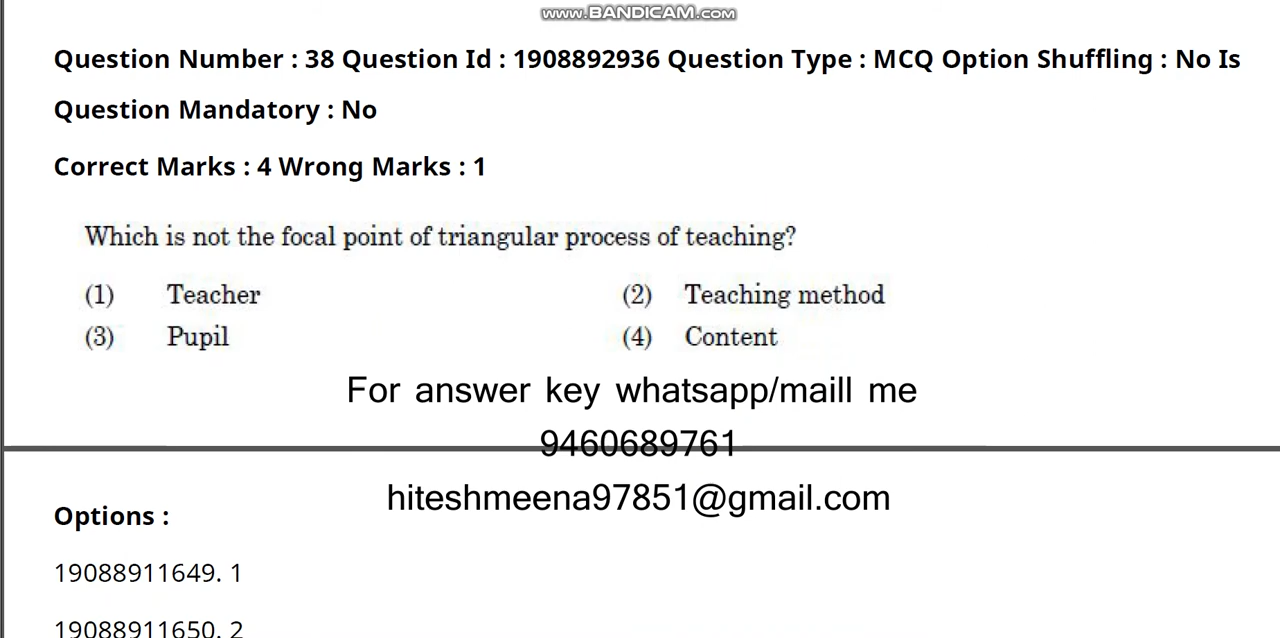 www.BANDICAM.com
Question Number : 38 Question Id : 1908892936 Question Type : MCQ Option Shuffling : No Is
Question Mandatory : No
Correct Marks : 4 Wrong Marks : 1
Which is not the focal point of triangular process of teaching?
(1) Teacher (2) Teaching method
(3) Pupil (4) Content
For answer key whatsapp/maill me
9460689761
hiteshmeena97851@gmail.com
Options :
19088911649. 1
19088911650. 2